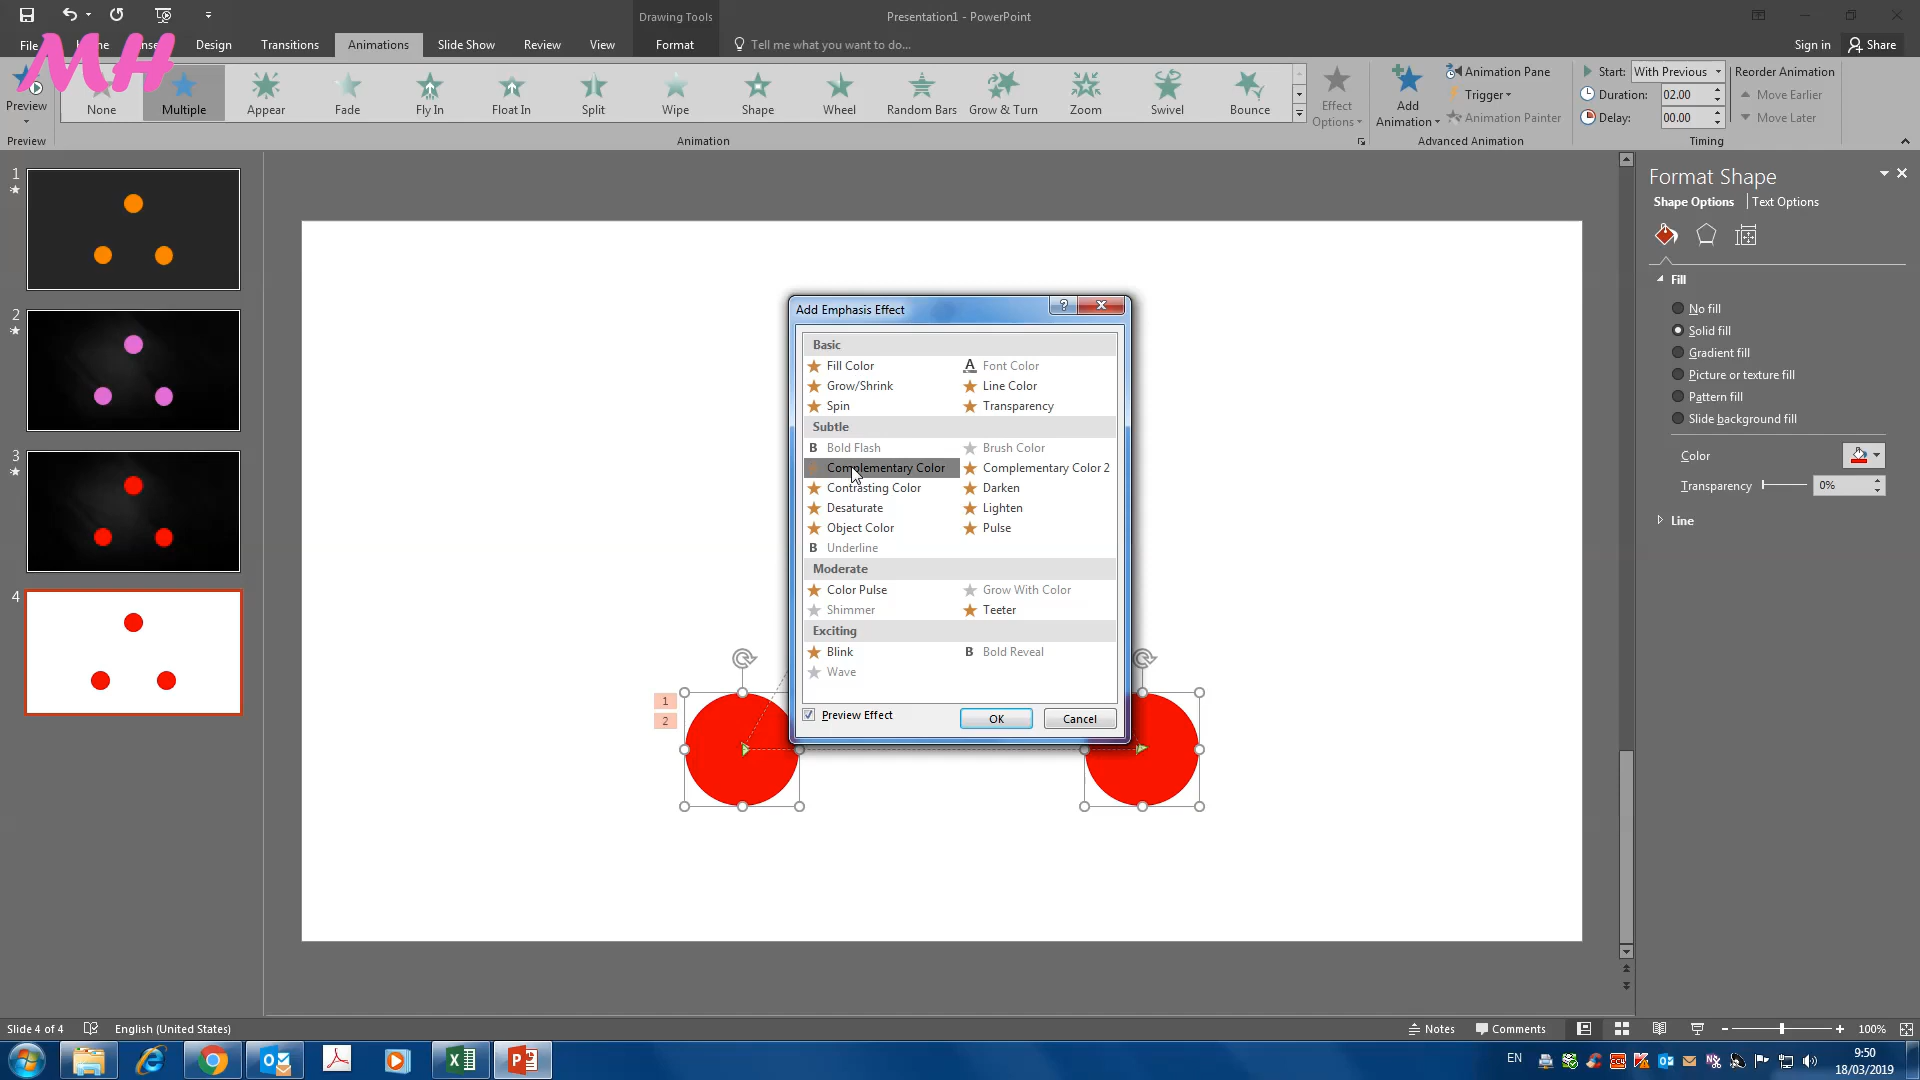 Drawing Tools
Presentation1 - PowerPoint
File
Design
Transitions
Animations
Slide Show
Review
View
Format
Tell me what you want to do...
Sign in
Share
MH
Preview
None
Multiple
Appear
Fade
Fly In
Float In
Split
Wipe
Shape
Wheel
Random Bars
Grow & Turn
Zoom
Swivel
Bounce
Effect
Options
Add
Animation
Animation Pane
Trigger
Animation Painter
Start: With Previous
Duration: 02.00
Delay: 00.00
Reorder Animation
Move Earlier
Move Later
Preview
Animation
Advanced Animation
Timing
1
2
3
4
Add Emphasis Effect
?
Basic
Fill Color
A Font Color
Grow/Shrink
Line Color
Spin
Transparency
Subtle
B Bold Flash
Brush Color
Complementary Color
Complementary Color 2
Contrasting Color
Darken
Desaturate
Lighten
Object Color
Pulse
B Underline
Moderate
Color Pulse
Grow With Color
Shimmer
Teeter
Exciting
Blink
B Bold Reveal
Wave
Preview Effect
OK
Cancel
1
2
Format Shape
Shape Options
Text Options
Fill
No fill
Solid fill
Gradient fill
Picture or texture fill
Pattern fill
Slide background fill
Color
Transparency
0%
Line
Slide 4 of 4
English (United States)
Notes
Comments
100%
EN
9:50
18/03/2019